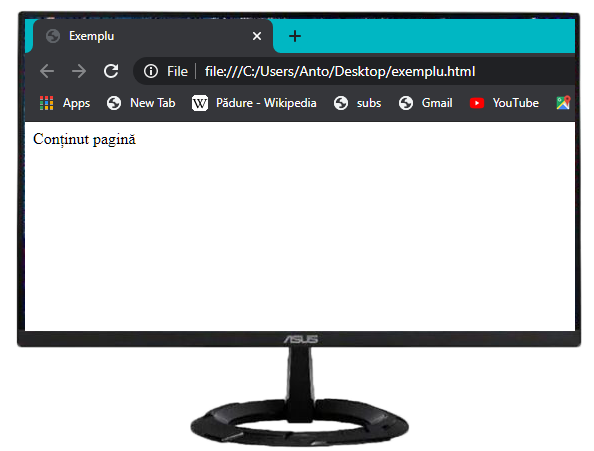 Exemplu
File file:///C:/Users/Anto/Desktop/exemplu.html
Apps New Tab W Pădure - Wikipedia subs Gmail YouTube
Conținut pagină
ASUS